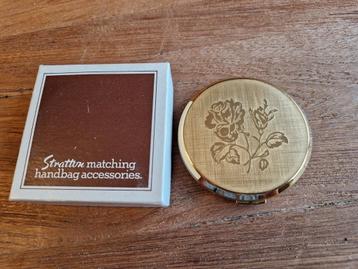 Stratton matching
handbag accessories.